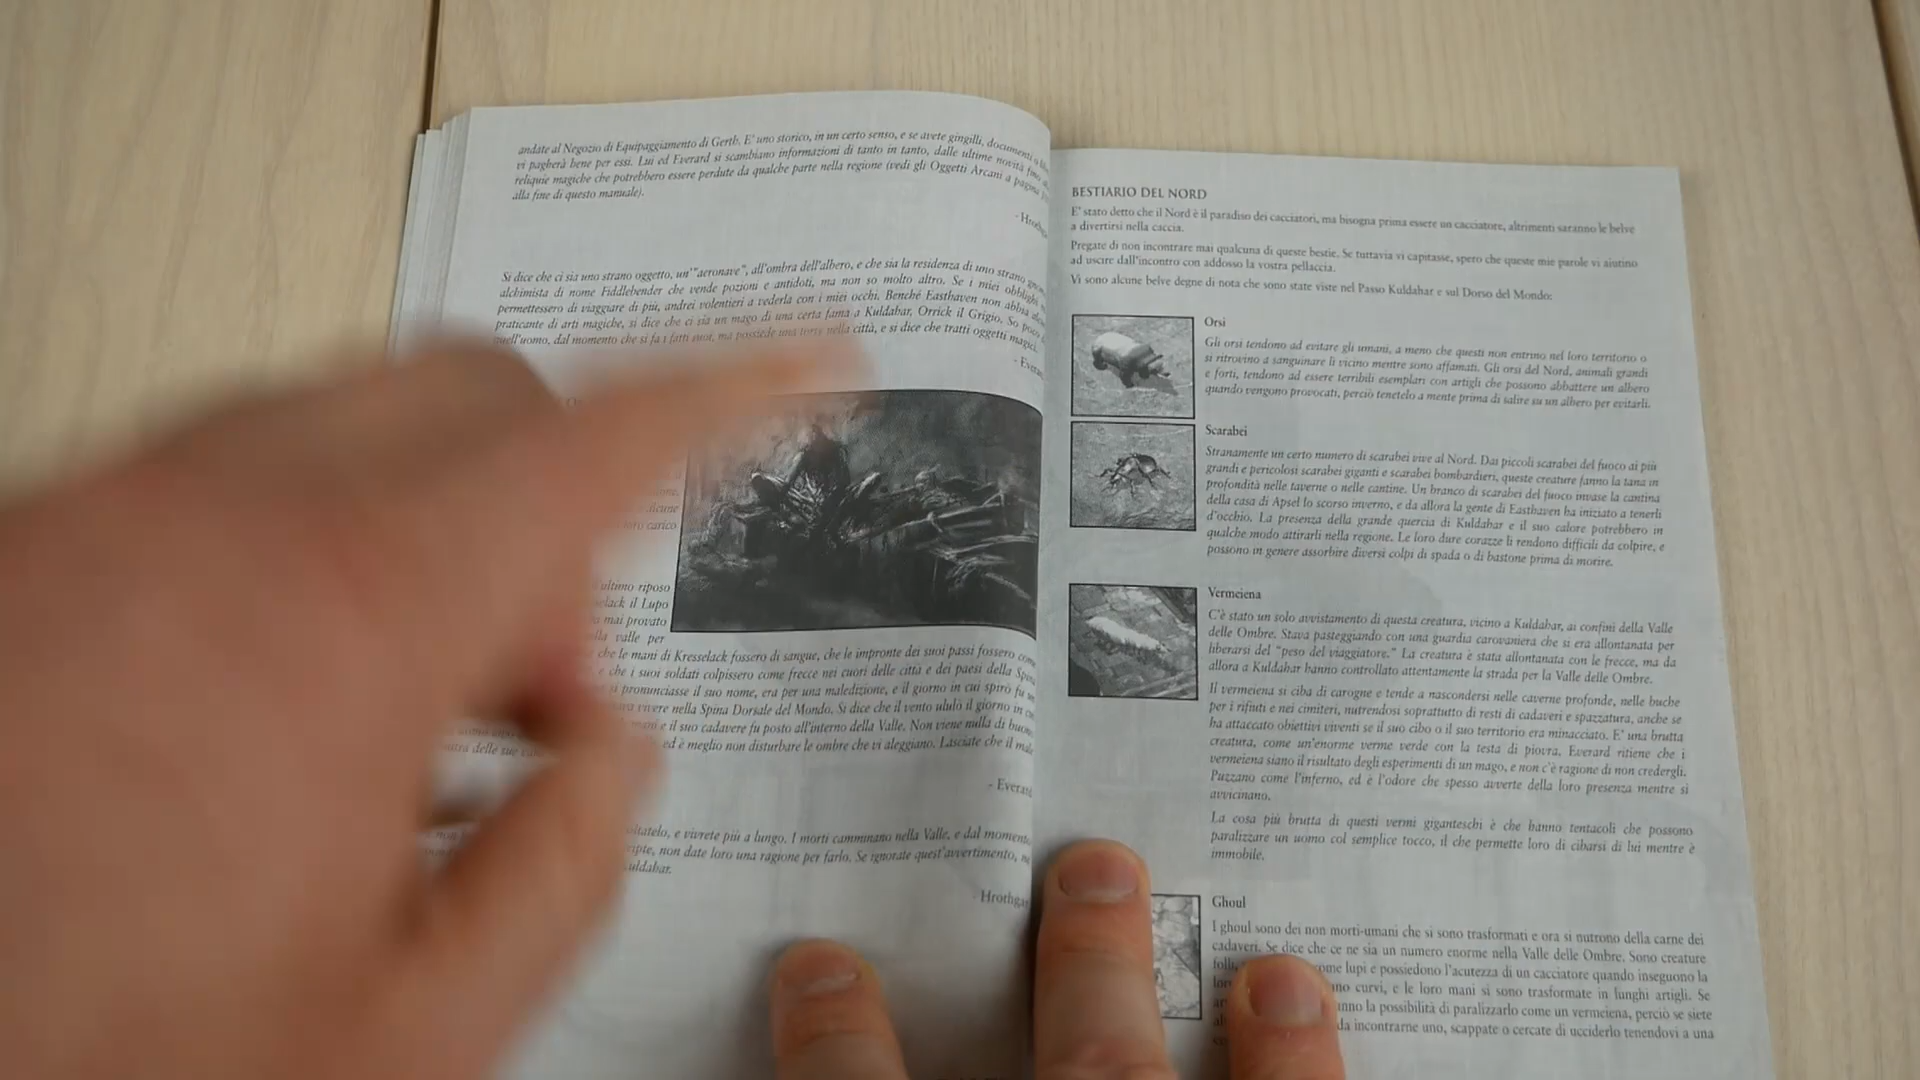 andate al Negozio di Equipaggiamento di Gerth. E' uno storico, in un certo senso, e se avete gingilli, documenti o
vi pagherà bene per essi. Lui ed Everard si scambiano informazioni di tanto in tanto, dalle ultime novità fino
reliquie magiche che potrebbero essere perdute da qualche parte nella regione (vedi gli Oggetti Arcani a pagina
alla fine di questo manuale).
Si dice che ci sia uno strano oggetto, un'"aeronave", all'ombra dell'albero, e che sia la residenza di uno strano
alchimista di nome Fiddlebender che vende pozioni e antidoti, ma non so molto altro. Se i miei
permettessero di viaggiare di più, andrei volentieri a vederla con i miei occhi. Benché Easthaven non abbia
praticante di arti magiche, si dice che ci sia un mago di una certa fama a Kuldahar, Orrick il Grigio. So poco
quell'uomo, dal momento che si fa i fatti suoi, ma possiede una torre nella città, e si dice che tratti oggetti magici.
loro carico
ultimo riposo
il Lupo
mai provato
valle per
che le mani di Kresselack fossero di sangue, che le impronte dei suoi passi fossero
e che i suoi soldati colpissero come frecce nei cuori delle città e dei paesi della
si pronunciasse il suo nome, era per una maledizione, e il giorno in cui spirò fu
vivere nella Spina Dorsale del Mondo. Si dice che il vento ululò il giorno in
e il suo cadavere fu posto all'interno della Valle. Non viene nulla di
ed è meglio non disturbare le ombre che vi aleggiano. Lasciate che il
e vivrete più a lungo. I morti camminano nella Valle, e dal momento
non date loro una ragione per farlo. Se ignorate quest'avvertimento,
- Hrothgar
BESTIARIO DEL NORD
E' stato detto che il Nord è il paradiso dei cacciatori, ma bisogna prima essere un cacciatore, altrimenti saranno le belve
a divertirsi nella caccia.
Pregate di non incontrare mai qualcuna di queste bestie. Se tuttavia vi capitasse, spero che queste mie parole vi aiutino
ad uscire dall'incontro con addosso la vostra pellaccia.
Vi sono alcune belve degne di nota che sono state viste nel Passo Kuldahar e sul Dorso del Mondo:
Orsi
Gli orsi tendono ad evitare gli umani, a meno che questi non entrino nel loro territorio o
si ritrovino a sanguinare lì vicino mentre sono affamati. Gli orsi del Nord, animali grandi
e forti, tendono ad essere terribili esemplari con artigli che possono abbattere un albero
quando vengono provocati, perciò tenetelo a mente prima di salire su un albero per evitarli.
Scarabei
Stranamente un certo numero di scarabei vive al Nord. Dai piccoli scarabei del fuoco ai più
grandi e pericolosi scarabei giganti e scarabei bombardieri, queste creature fanno la tana in
profondità nelle taverne o nelle cantine. Un branco di scarabei del fuoco invase la cantina
della casa di Apsel lo scorso inverno, e da allora la gente di Easthaven ha iniziato a tenerli
d'occhio. La presenza della grande quercia di Kuldahar e il suo calore potrebbero in
qualche modo attirarli nella regione. Le loro dure corazze li rendono difficili da colpire, e
possono in genere assorbire diversi colpi di spada o di bastone prima di morire.
Vermeiena
C'è stato un solo avvistamento di questa creatura, vicino a Kuldahar, ai confini della Valle
delle Ombre. Stava pasteggiando con una guardia carovaniera che si era allontanata per
liberarsi del "peso del viaggiatore." La creatura è stata allontanata con le frecce, ma da
allora a Kuldahar hanno controllato attentamente la strada per la Valle delle Ombre.
Il vermeiena si ciba di carogne e tende a nascondersi nelle caverne profonde, nelle buche
per i rifiuti e nei cimiteri, nutrendosi soprattutto di resti di cadaveri e spazzatura, anche se
ha attaccato obiettivi viventi se il suo cibo o il suo territorio era minacciato. E' una brutta
creatura, come un'enorme verme verde con la testa di piovra. Everard ritiene che i
vermeiena siano il risultato degli esperimenti di un mago, e non c'è ragione di non credergli.
Puzzano come l'inferno, ed è l'odore che spesso avverte della loro presenza mentre si
avvicinano.
La cosa più brutta di questi vermi giganteschi è che hanno tentacoli che possono
paralizzare un uomo col semplice tocco, il che permette loro di cibarsi di lui mentre è
immobile.
Ghoul
I ghoul sono dei non morti-umani che si sono trasformati e ora si nutrono della carne dei
cadaveri. Se dice che ce ne sia un numero enorme nella Valle delle Ombre. Sono creature
folli, come lupi e possiedono l'acutezza di un cacciatore quando inseguono la
curvi, e le loro mani si sono trasformate in lunghi artigli. Se
la possibilità di paralizzarlo come un vermeiena, perciò se siete
da incontrarne uno, scappate o cercate di ucciderlo tenendovi a una